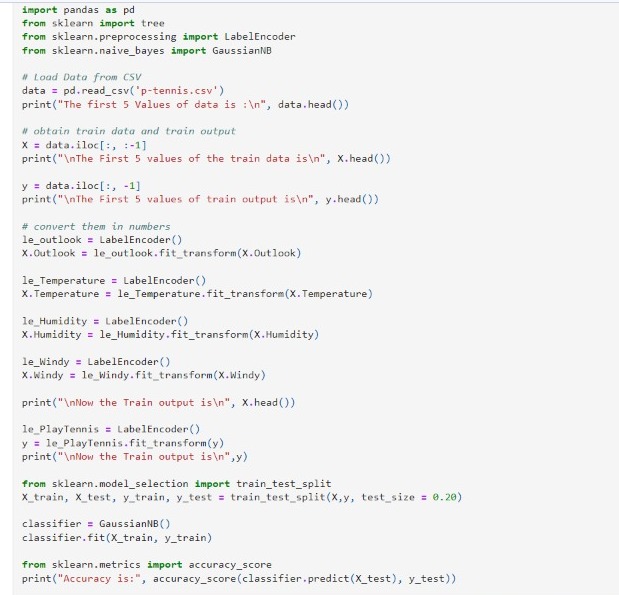 import pandas as pd
from sklearn import tree
from sklearn.preprocessing import LabelEncoder
from sklearn.naive_bayes import GaussianNB
# Load Data from CSV
data = pd.read_csv('p-tennis.csv')
print("The first 5 Values of data is :\n", data.head())
# obtain train data and train output
X = data.iloc[:, :-1]
print("\nThe First 5 values of the train data is\n", X.head())
y = data.iloc[:, -1]
print("\nThe First 5 values of train output is\n", y.head())
# convert them in numbers
le_outlook = LabelEncoder()
X.Outlook = le_outlook.fit_transform(X.Outlook)
le_Temperature = LabelEncoder()
X.Temperature = le_Temperature.fit_transform(X.Temperature)
le_Humidity = LabelEncoder()
X.Humidity = le_Humidity.fit_transform(X.Humidity)
le_Windy = LabelEncoder()
X.Windy = le_Windy.fit_transform(X.Windy)
print("\nNow the Train output is\n", X.head())
le_PlayTennis = LabelEncoder()
y = le_PlayTennis.fit_transform(y)
print("\nNow the Train output is\n",y)
from sklearn.model_selection import train_test_split
X_train, X_test, y_train, y_test = train_test_split(X,y, test_size = 0.20)
classifier = GaussianNB()
classifier.fit(X_train, y_train)
from sklearn.metrics import accuracy_score
print("Accuracy is:", accuracy_score(classifier.predict(X_test), y_test))